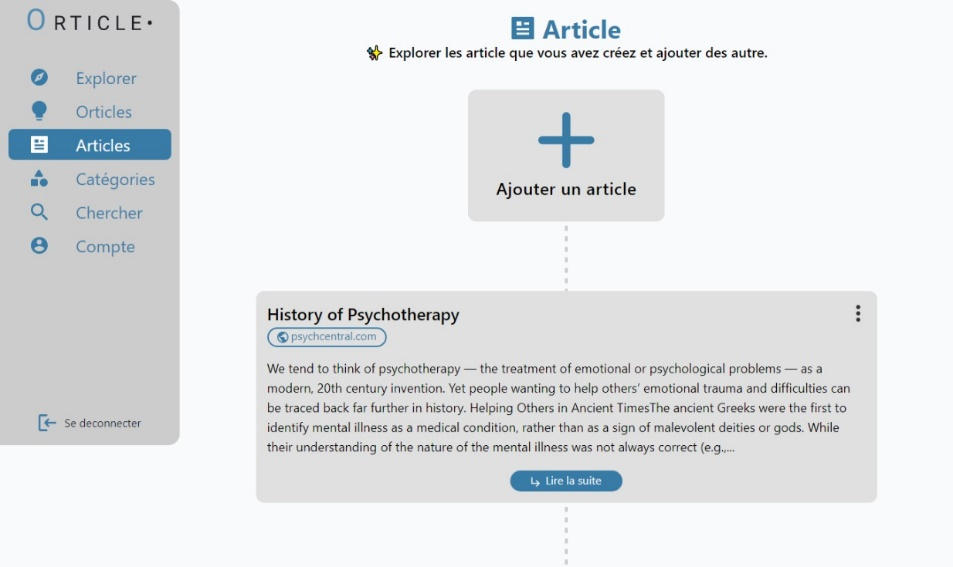 ORTICLE•
Explorer
Orticles
Articles
Catégories
Chercher
Compte
Se deconnecter
Article
Explorer les article que vous avez créez et ajouter des autre.
Ajouter un article
History of Psychotherapy
psychcentral.com
We tend to think of psychotherapy — the treatment of emotional or psychological problems — as a
modern, 20th century invention. Yet people wanting to help others’ emotional trauma and difficulties can
be traced back far further in history. Helping Others in Ancient TimesThe ancient Greeks were the first to
identify mental illness as a medical condition, rather than as a sign of malevolent deities or gods. While
their understanding of the nature of the mental illness was not always correct (e.g.,...
Lire la suite